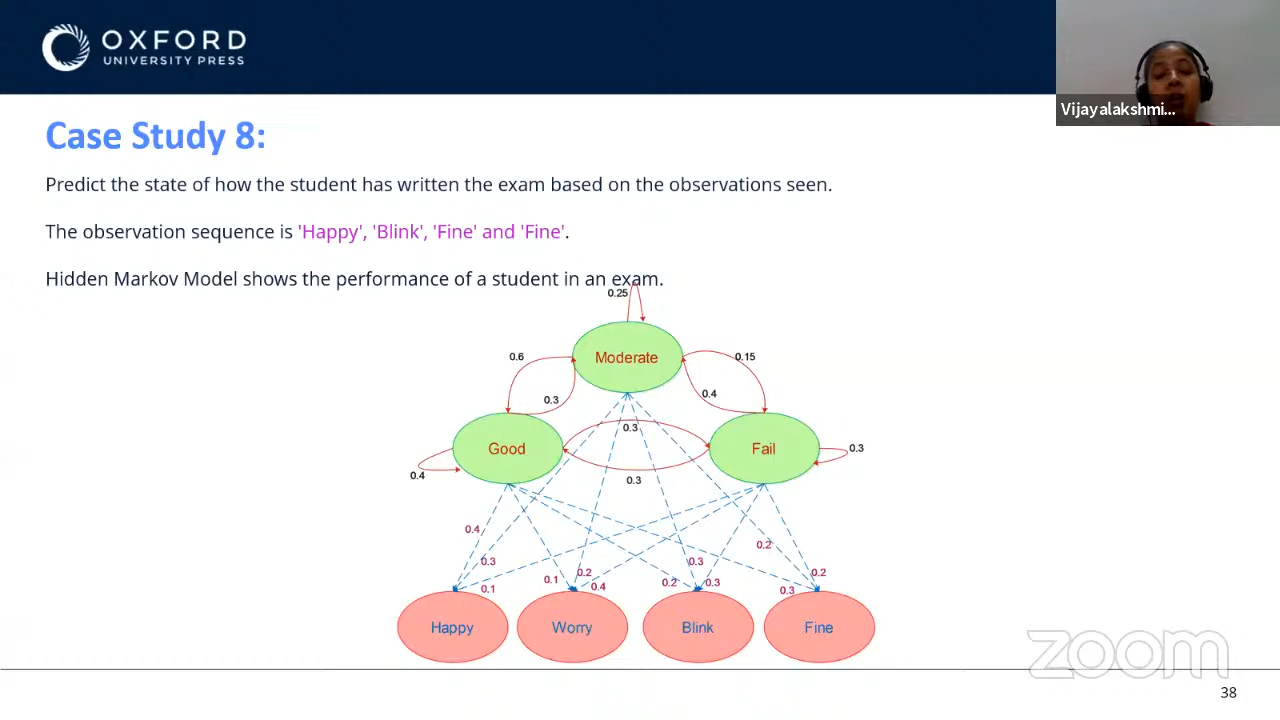 OXFORD
UNIVERSITY PRESS
Vijayalakshmi...
Case Study 8:
Predict the state of how the student has written the exam based on the observations seen.
The observation sequence is 'Happy', 'Blink', 'Fine' and 'Fine'.
Hidden Markov Model shows the performance of a student in an exam.
0.25
Moderate
0.6
0.15
0.3
0.4
0.3
Good
Fail
0.3
0.4
0.3
0.4
0.2
0.3
0.3
0.1
0.2
0.2
0.1
0.4
0.2
0.3
0.3
Happy
Worry
Blink
Fine
zoom
38